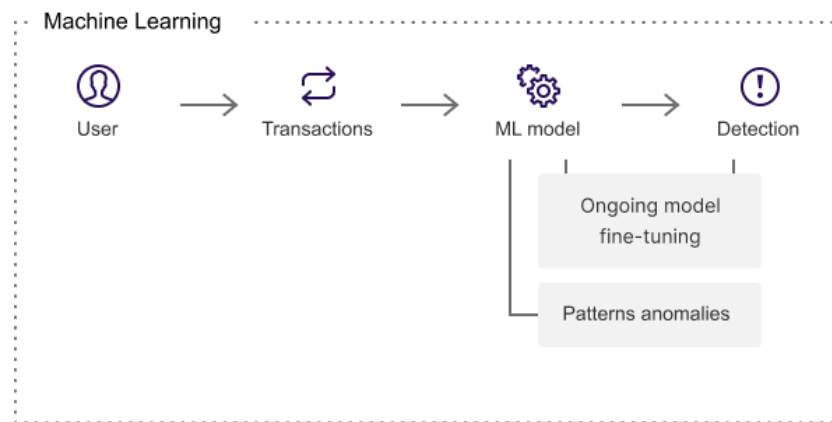 Machine Learning
User
Transactions
ML model
Detection
Ongoing model
fine-tuning
Patterns anomalies